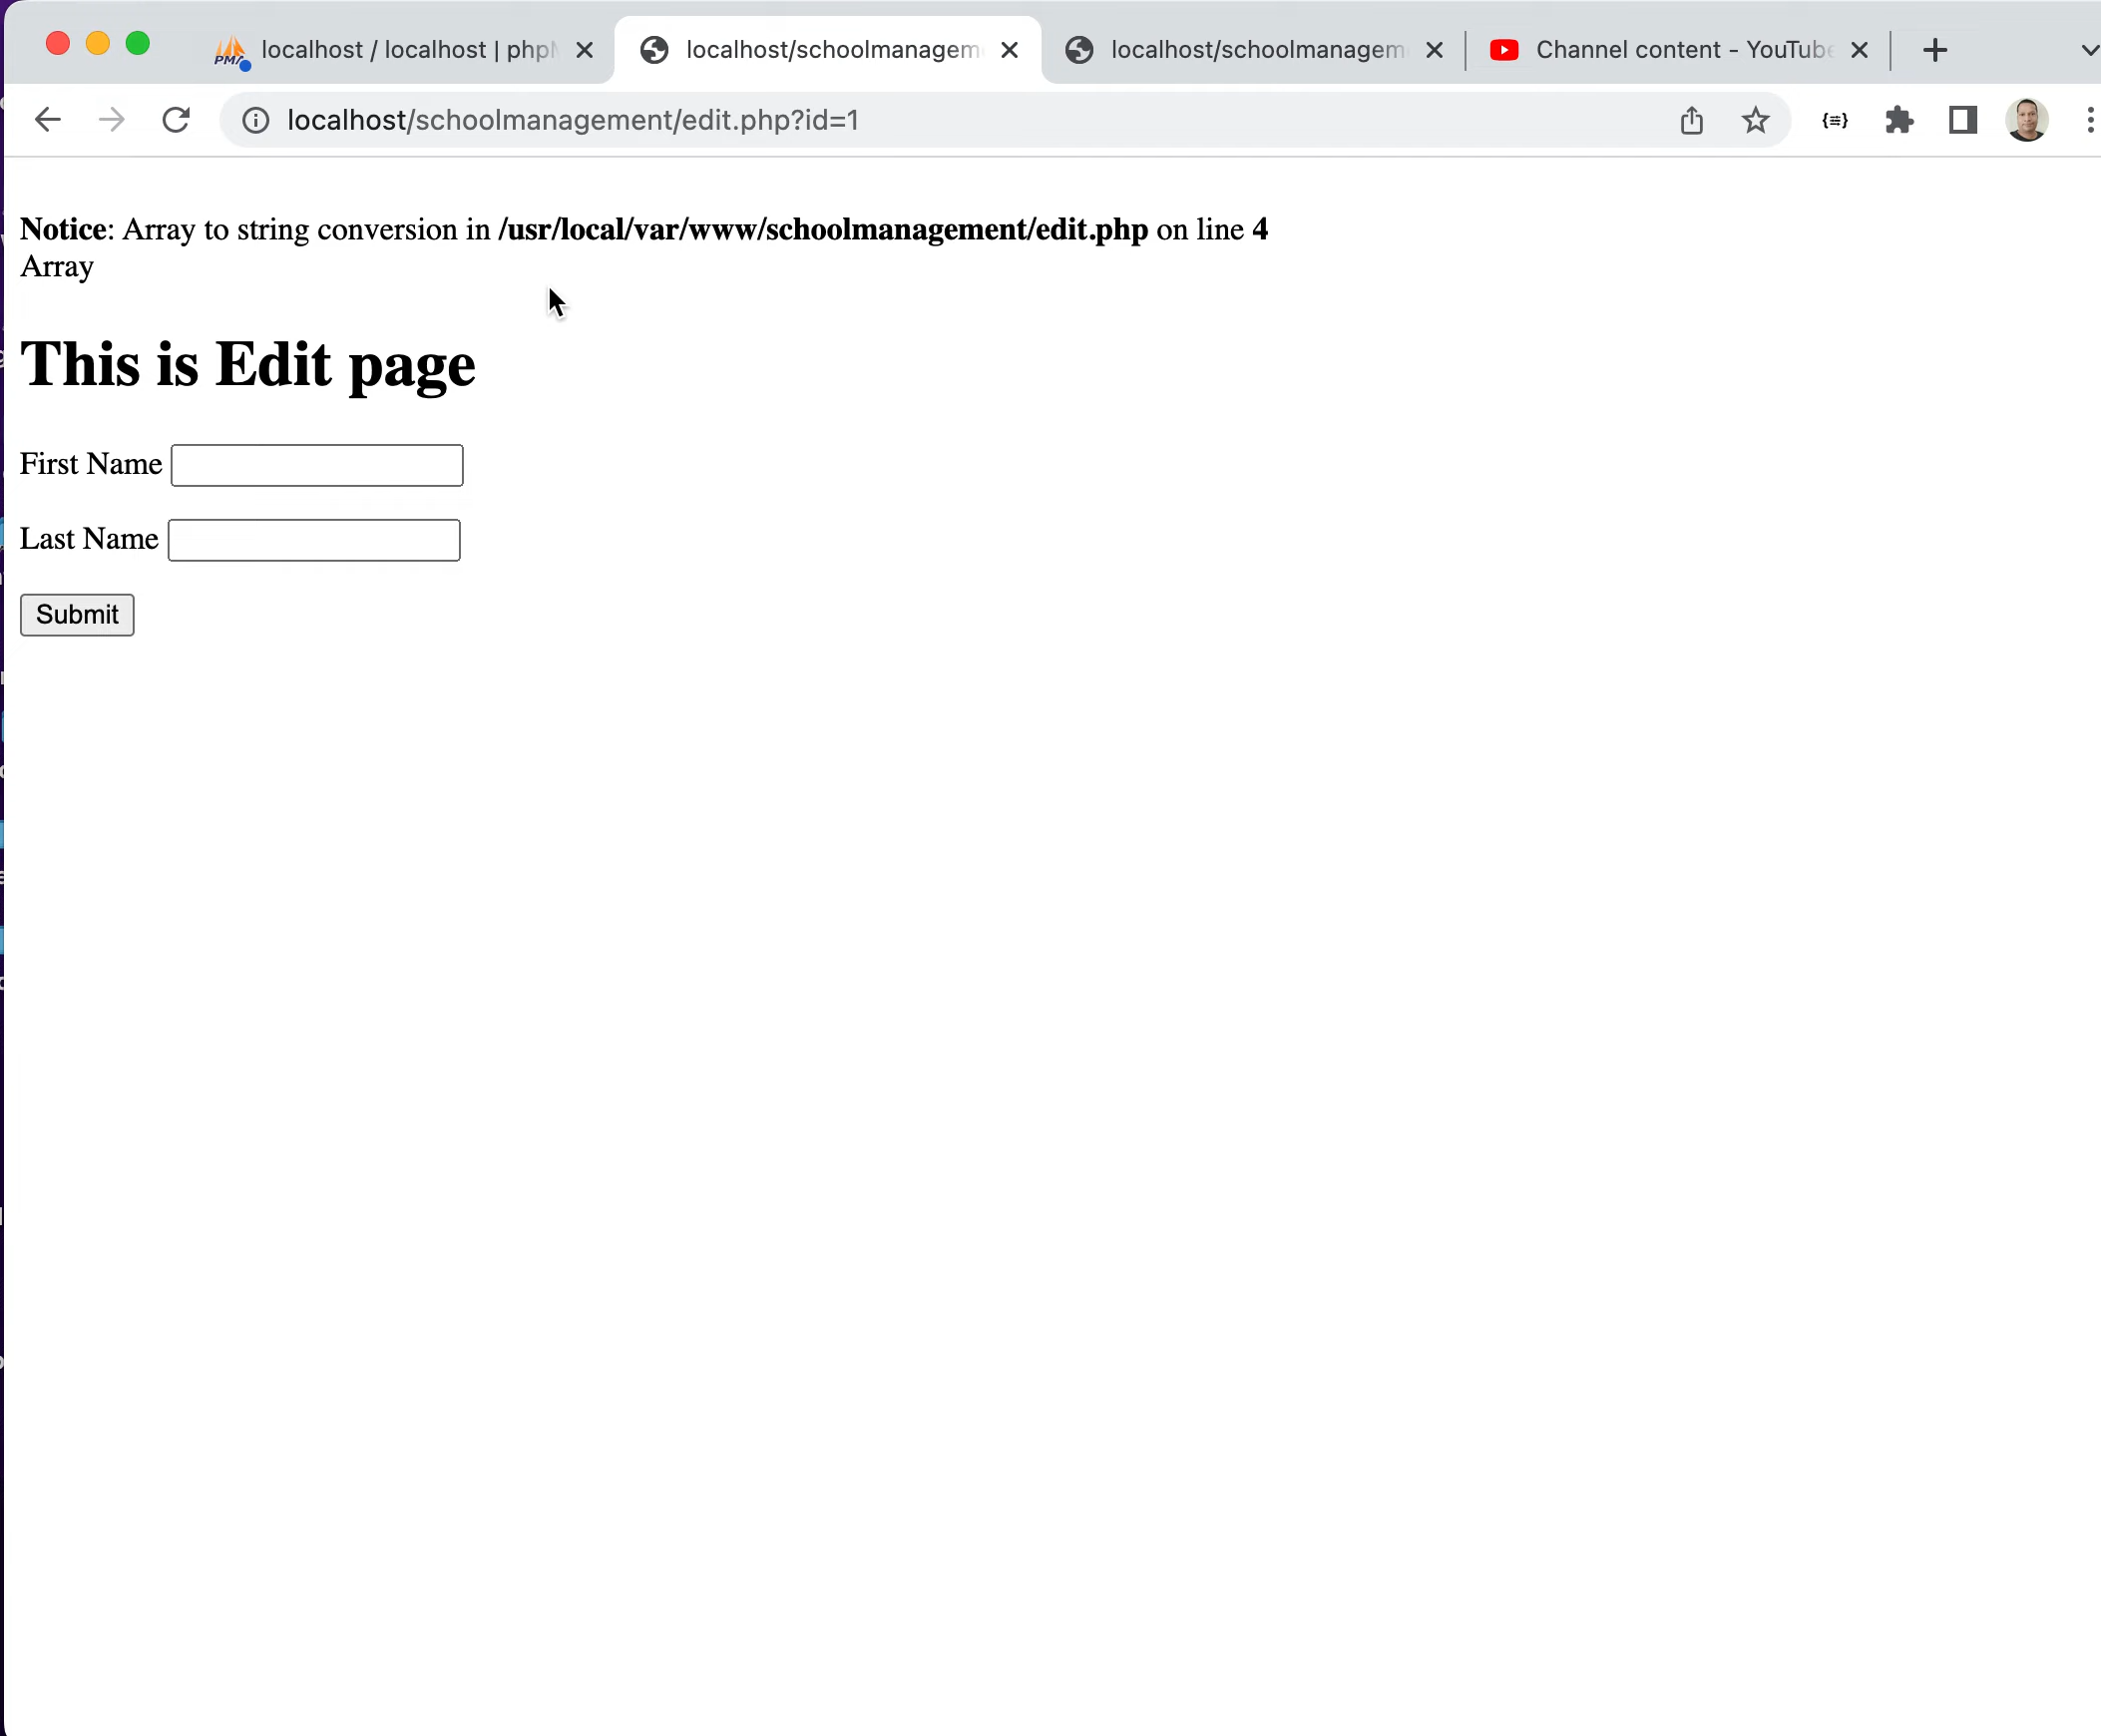 localhost / localhost | php
localhost/schoolmanagem
localhost/schoolmanagem
Channel content - YouTube
localhost/schoolmanagement/edit.php?id=1
Notice: Array to string conversion in /usr/local/var/www/schoolmanagement/edit.php on line 4
Array
This is Edit page
First Name
Last Name
Submit